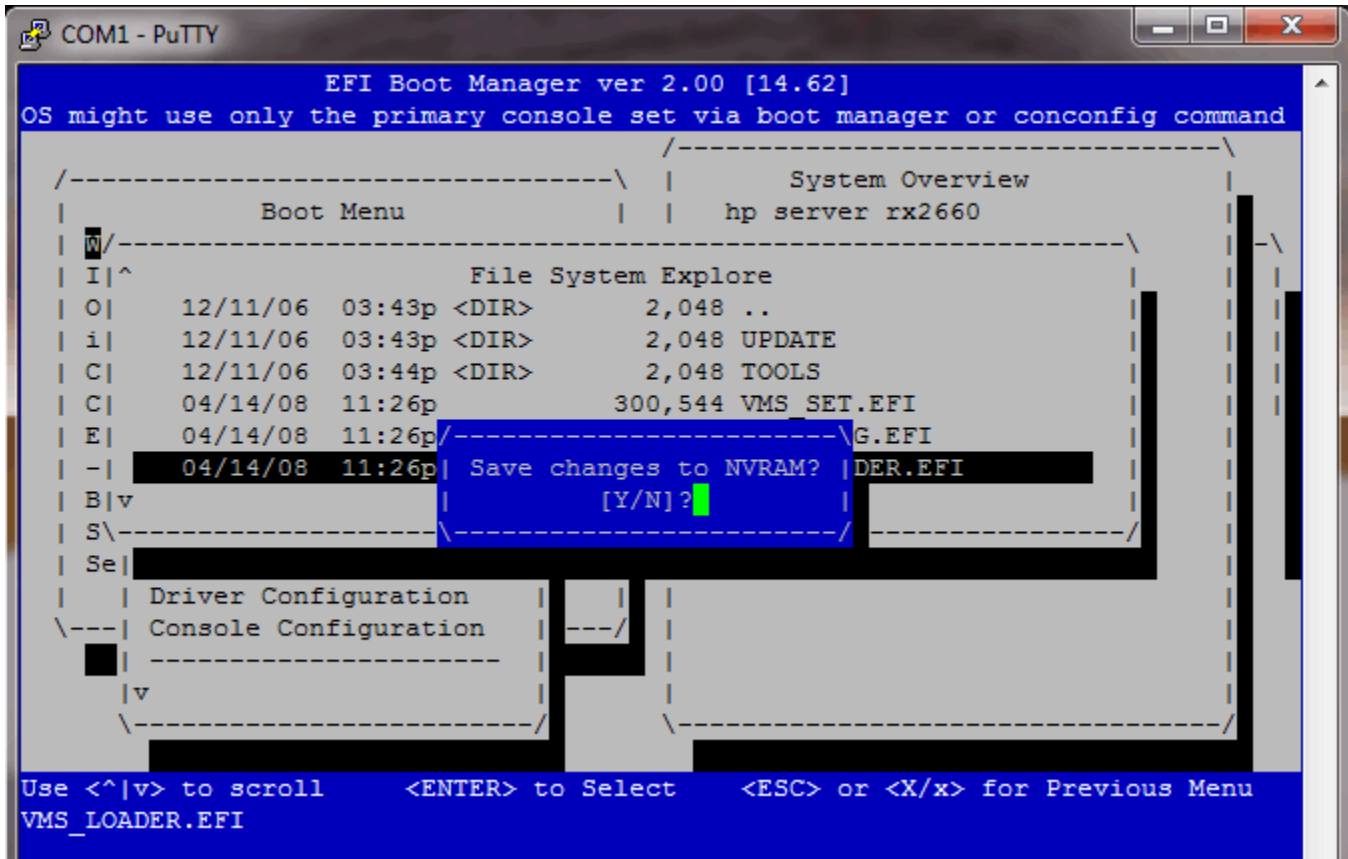 COM1 - PuTTY
EFI Boot Manager ver 2.00 [14.62]
OS might use only the primary console set via boot manager or conconfig command
System Overview
Boot Menu
hp server rx2660
W
I ^ File System Explore
O 12/11/06 03:43p <DIR> 2,048 ..
i 12/11/06 03:43p <DIR> 2,048 UPDATE
C 12/11/06 03:44p <DIR> 2,048 TOOLS
C 04/14/08 11:26p 300,544 VMS_SET.EFI
E 04/14/08 11:26p G.EFI
- 04/14/08 11:26p Save changes to NVRAM? DER.EFI
B v [Y/N]?
S
Se
Driver Configuration
Console Configuration
v
Use <^|v> to scroll <ENTER> to Select <ESC> or <X/x> for Previous Menu
VMS_LOADER.EFI